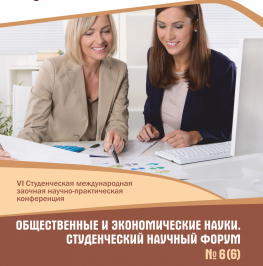 VI Студенческая международная
заочная научно-практическая
конференция
ОБЩЕСТВЕННЫЕ И ЭКОНОМИЧЕСКИЕ НАУКИ.
СТУДЕНЧЕСКИЙ НАУЧНЫЙ ФОРУМ
№ 6(6)